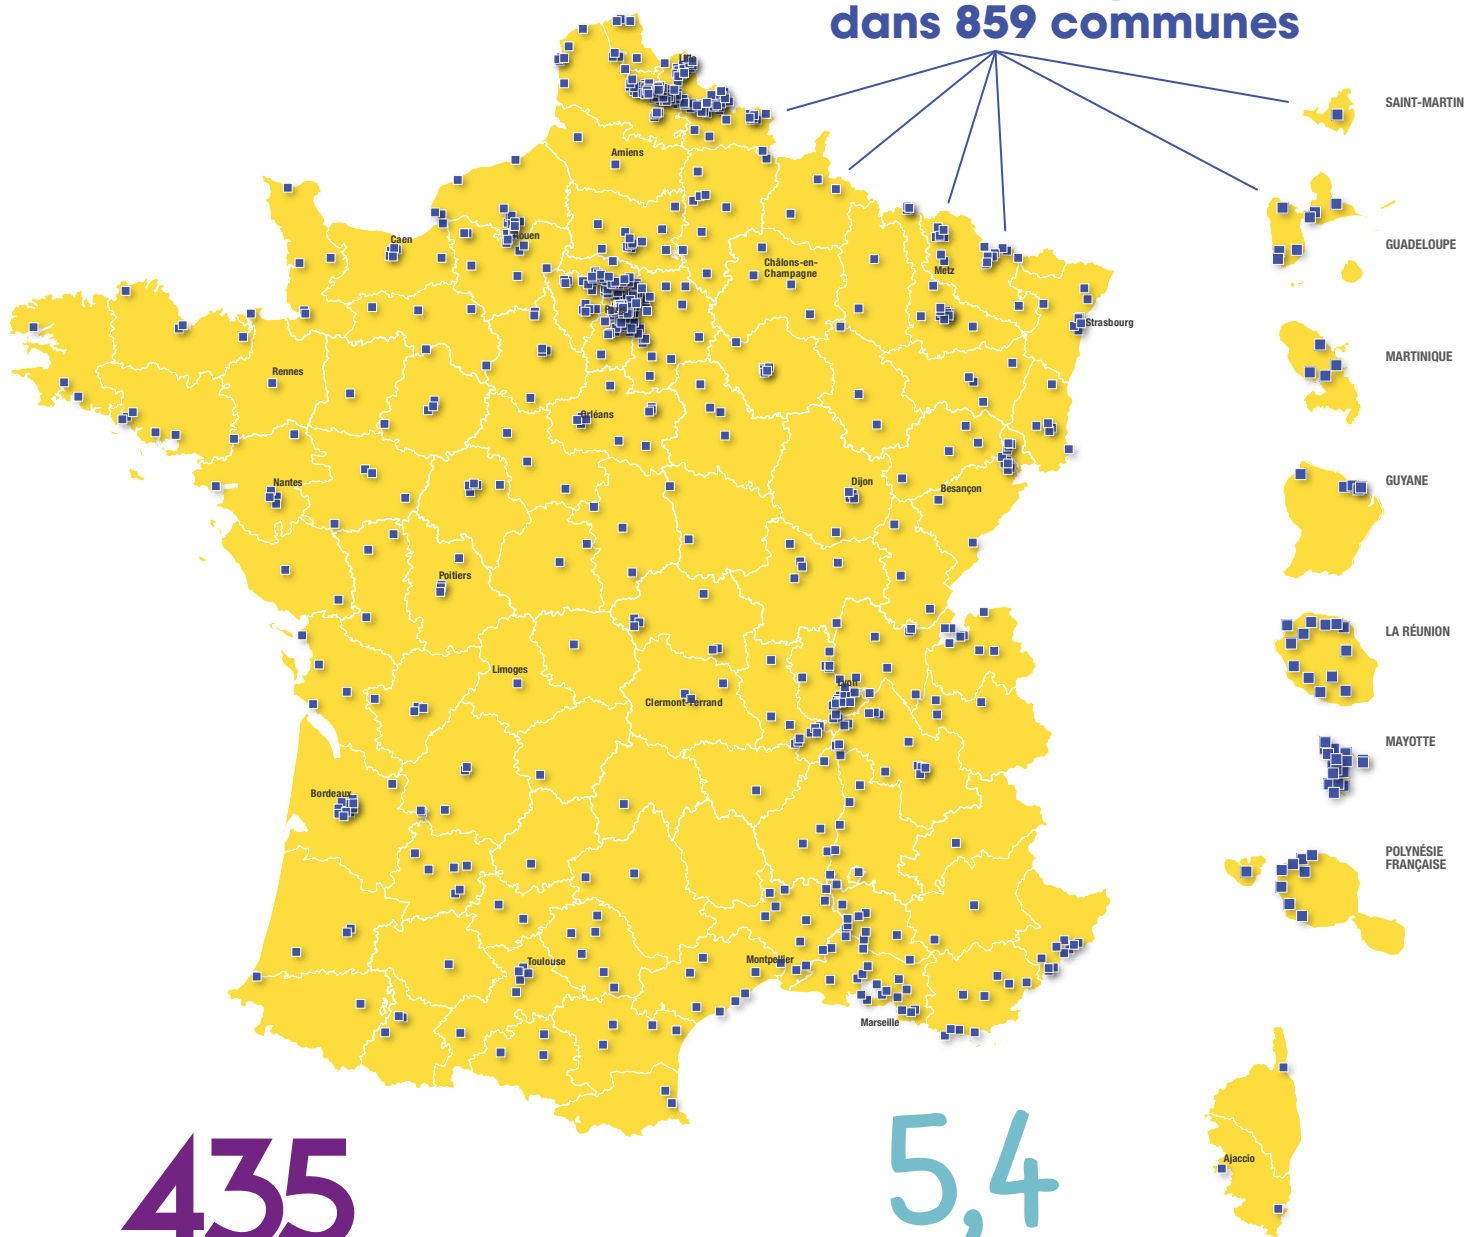 dans 859 communes
Lille
SAINT-MARTIN
Amiens
Rouen
Caen
GUADELOUPE
Châlons-en-
Champagne
Metz
Strasbourg
MARTINIQUE
Rennes
Orléans
Nantes
Dijon
Besançon
GUYANE
Poitiers
LA RÉUNION
Limoges
Lyon
Clermont-Ferrand
MAYOTTE
Bordeaux
POLYNÉSIE
FRANÇAISE
Toulouse
Montpellier
Marseille
Ajaccio
435
5,4